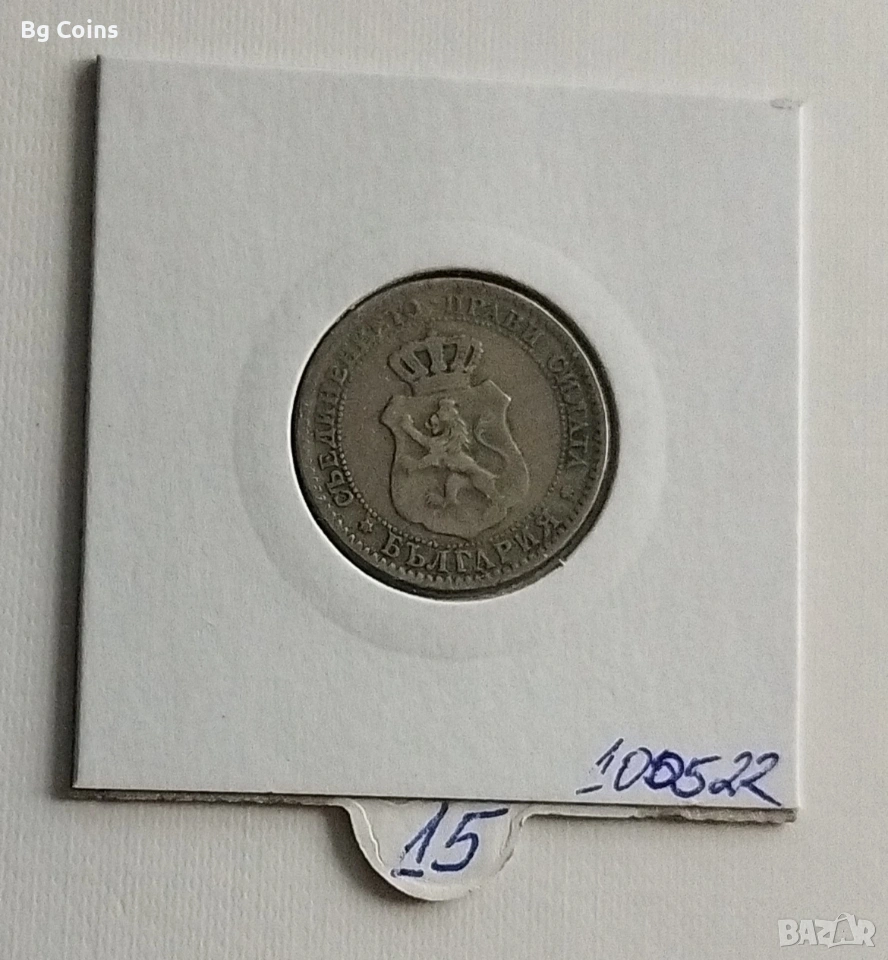 Bg Coins
СЪЕДИНЕНИЕТО ПРАВИ СИЛАТА
* БЪЛГАРИЯ *
100522
15
BAZAR